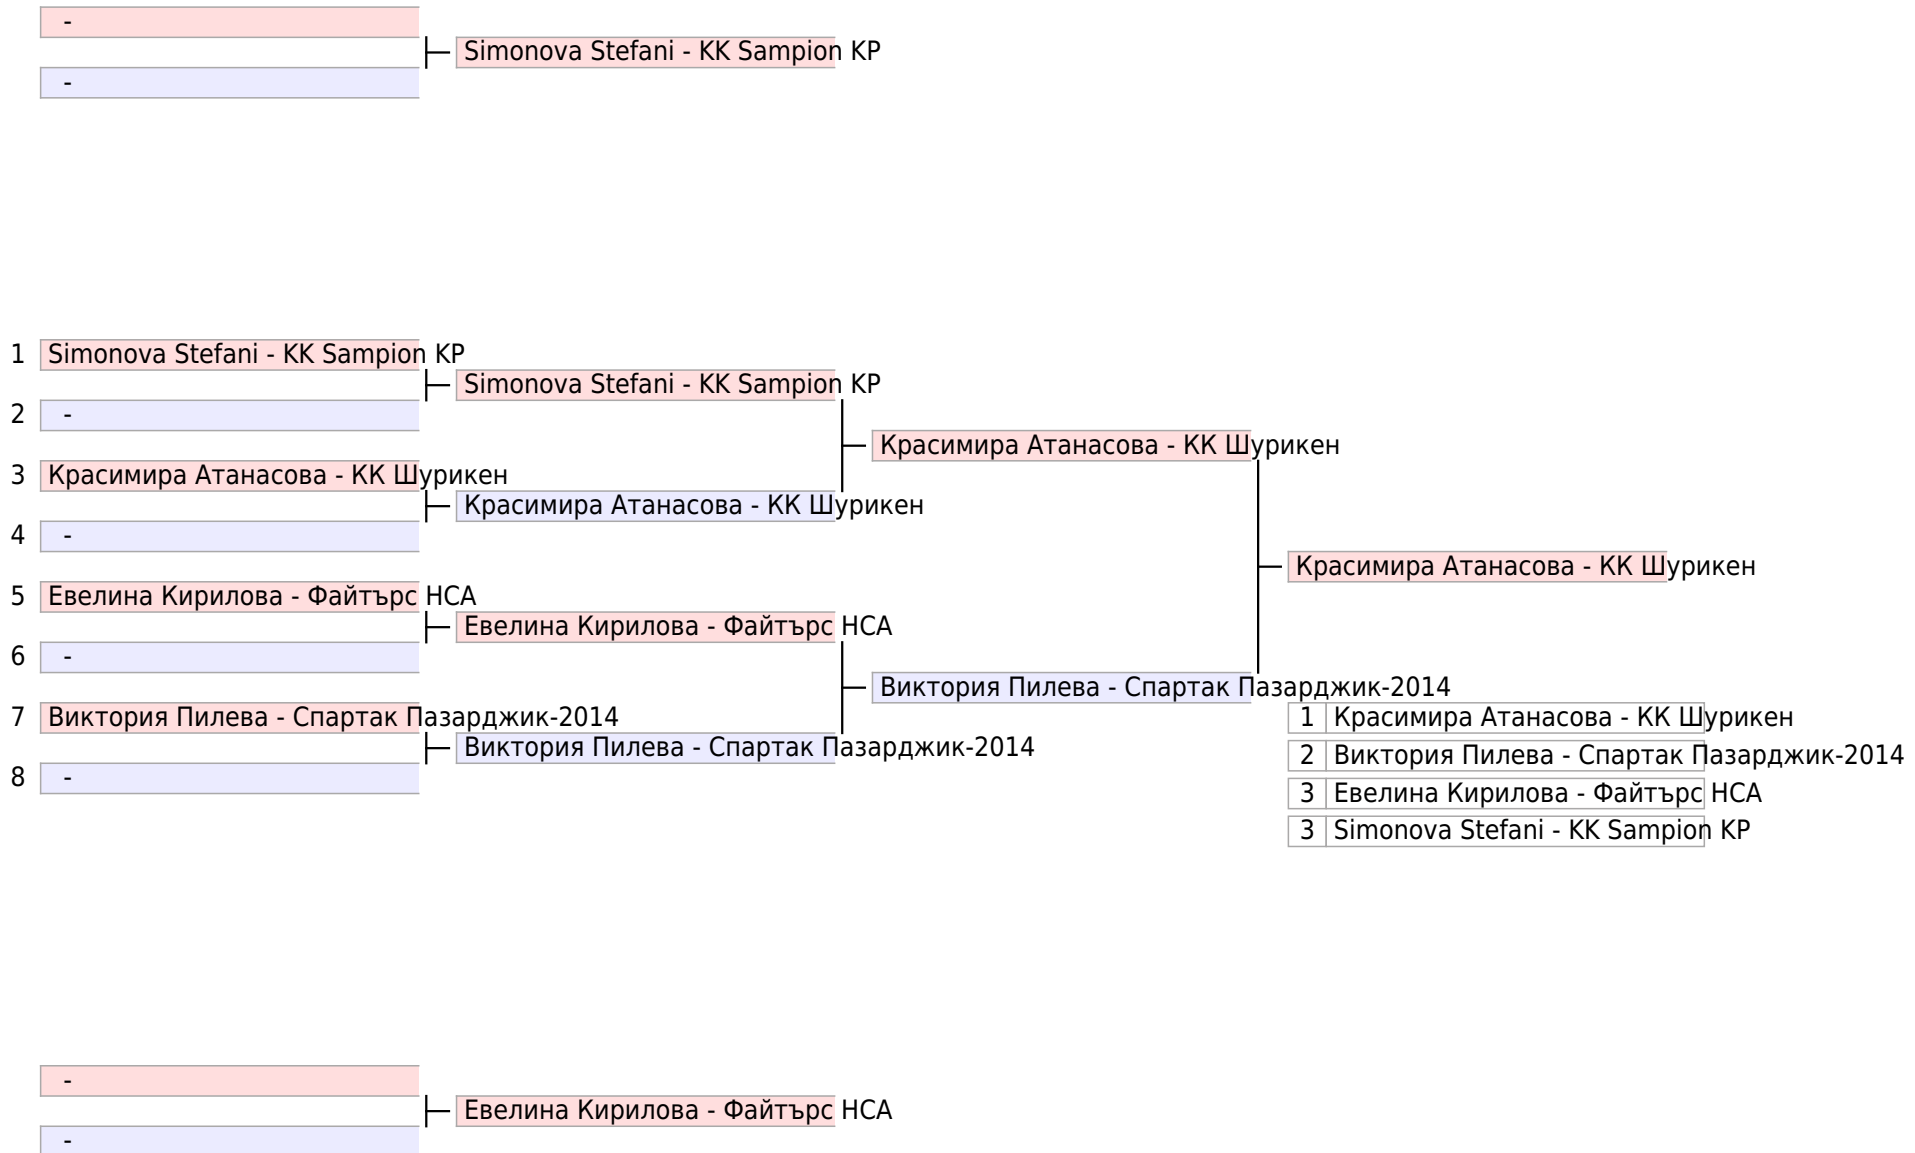 -
Simonova Stefani - KK Sampion KP
-
1 Simonova Stefani - KK Sampion KP
Simonova Stefani - KK Sampion KP
2 -
Красимира Атанасова - КК Шурикен
3 Красимира Атанасова - КК Шурикен
Красимира Атанасова - КК Шурикен
4 -
Красимира Атанасова - КК Шурикен
5 Евелина Кирилова - Файтърс НСА
Евелина Кирилова - Файтърс НСА
6 -
Виктория Пилева - Спартак Пазарджик-2014
7 Виктория Пилева - Спартак Пазарджик-2014
Виктория Пилева - Спартак Пазарджик-2014
8 -
1 Красимира Атанасова - КК Шурикен
2 Виктория Пилева - Спартак Пазарджик-2014
3 Евелина Кирилова - Файтърс НСА
3 Simonova Stefani - KK Sampion KP
-
Евелина Кирилова - Файтърс НСА
-